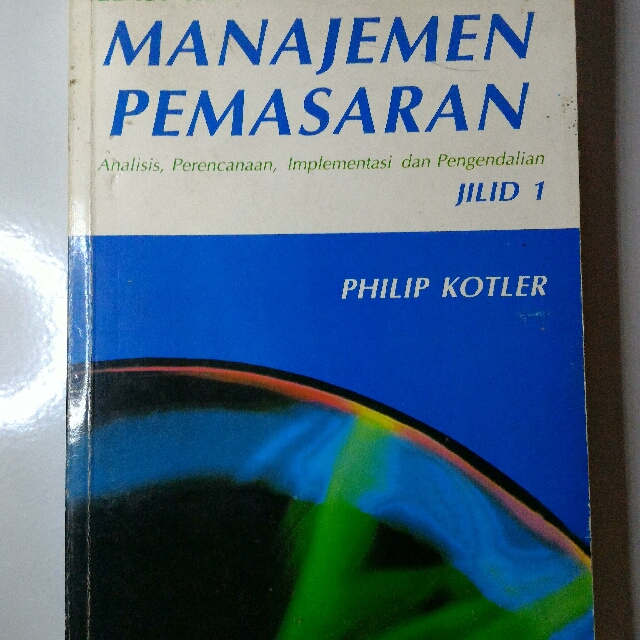 MANAJEMEN
PEMASARAN
Analisis, Perencanaan, Implementasi dan Pengendalian
JILID 1
PHILIP KOTLER